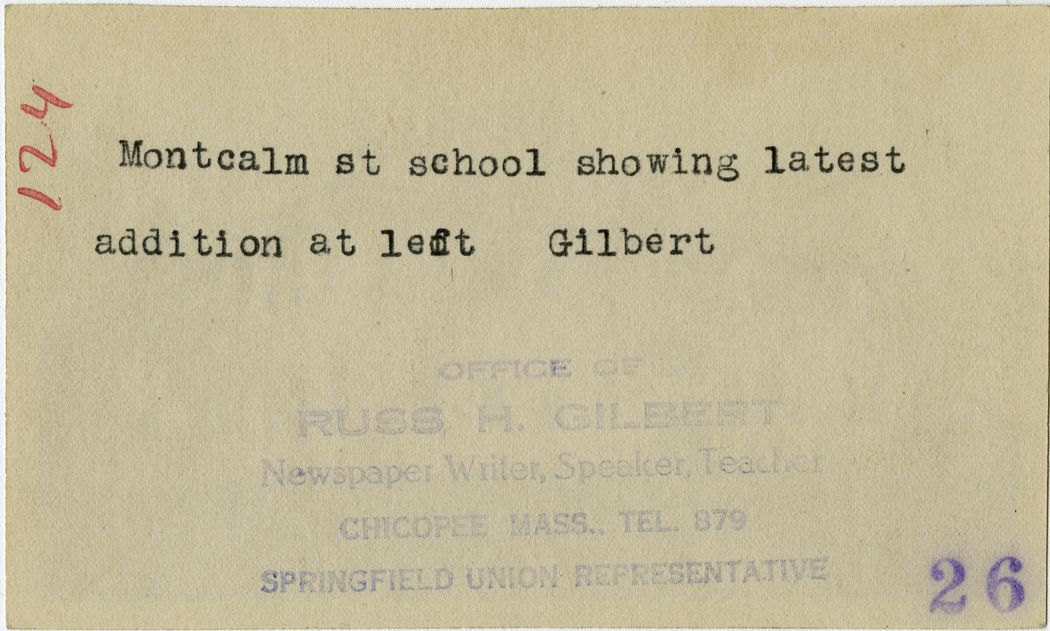 124
Montcalm st school showing latest
addition at left Gilbert
OFFICE OF
RUSS H. GILBERT
Newspaper Writer, Speaker, Teacher
CHICOPEE MASS., TEL. 879
SPRINGFIELD UNION REPRESENTATIVE
26